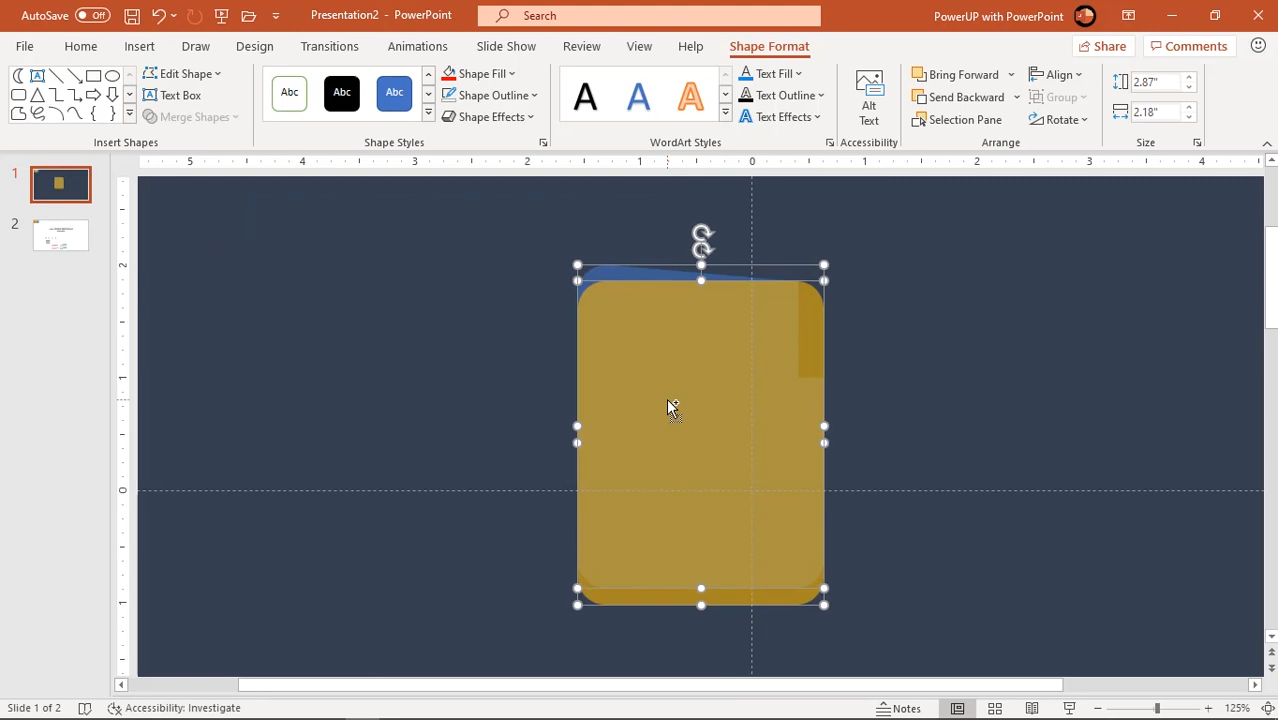 AutoSave Off Presentation2 - PowerPoint Search PowerUP with PowerPoint
File Home Insert Draw Design Transitions Animations Slide Show Review View Help Shape Format Share Comments
Edit Shape Abc Abc Abc Shape Fill A A A Text Fill Bring Forward Align 2.87"
A Text Box Shape Outline Text Outline Alt Text Send Backward Group 2.18"
Merge Shapes Shape Effects Text Effects Selection Pane Rotate
Insert Shapes Shape Styles WordArt Styles Accessibility Arrange Size
5 4 3 2 1 0 1 2 3 4
1
2
2
1
0
1
Slide 1 of 2 Accessibility: Investigate Notes 125%